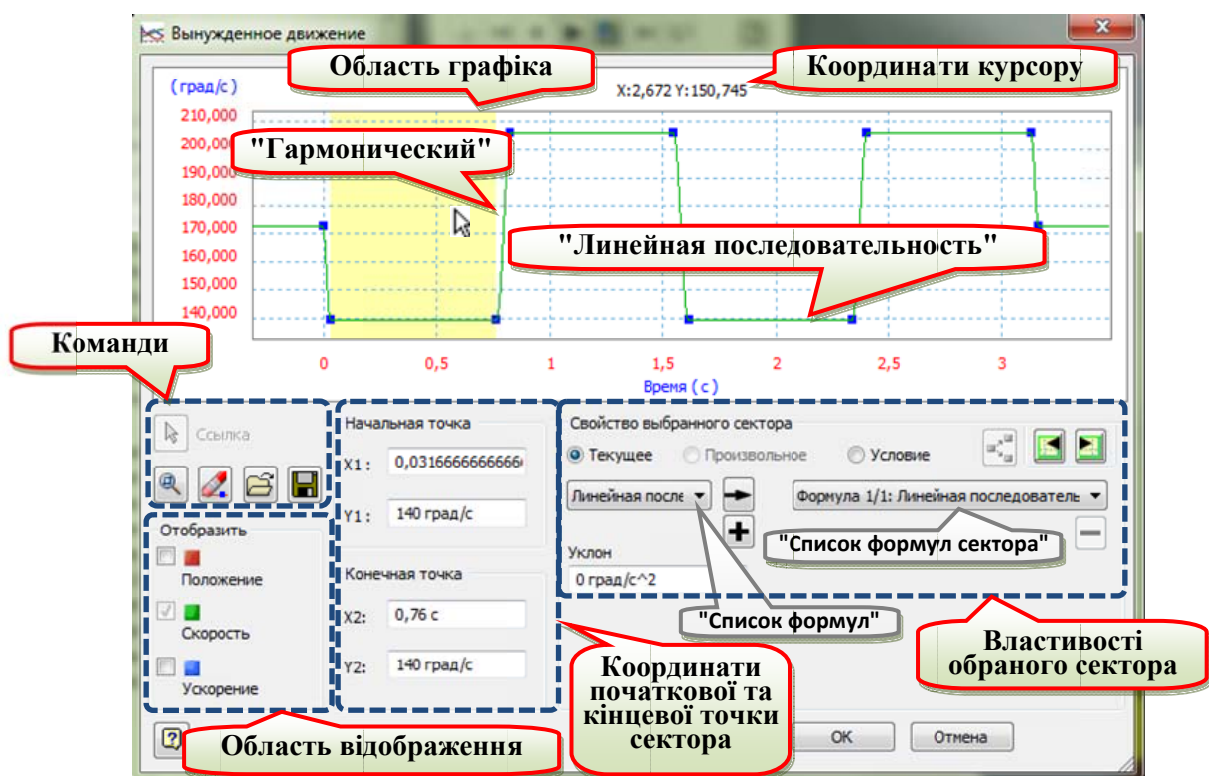 Вынужденное движение
Область графіка
Координати курсору
(град/с)
X:2,672 Y:150,745
210,000
200,000
"Гармонический"
190,000
180,000
170,000
"Линейная последовательность"
160,000
150,000
140,000
Команди
0 0,5 1 1,5 2 2,5 3
Время (с)
Ссылка
Начальная точка
X1: 0,0316666666666
Y1: 140 град/с
Свойство выбранного сектора
Текущее Произвольное Условие
Линейная после Формула 1/1: Линейная последователь
"Список формул сектора"
Уклон
0 град/с^2
"Список формул"
Отобразить
Положение
Скорость
Ускорение
Конечная точка
X2: 0,76 с
Y2: 140 град/с
Координати
початкової та
кінцевої точки
сектора
Властивості
обраного сектора
Область відображення
OK Отмена